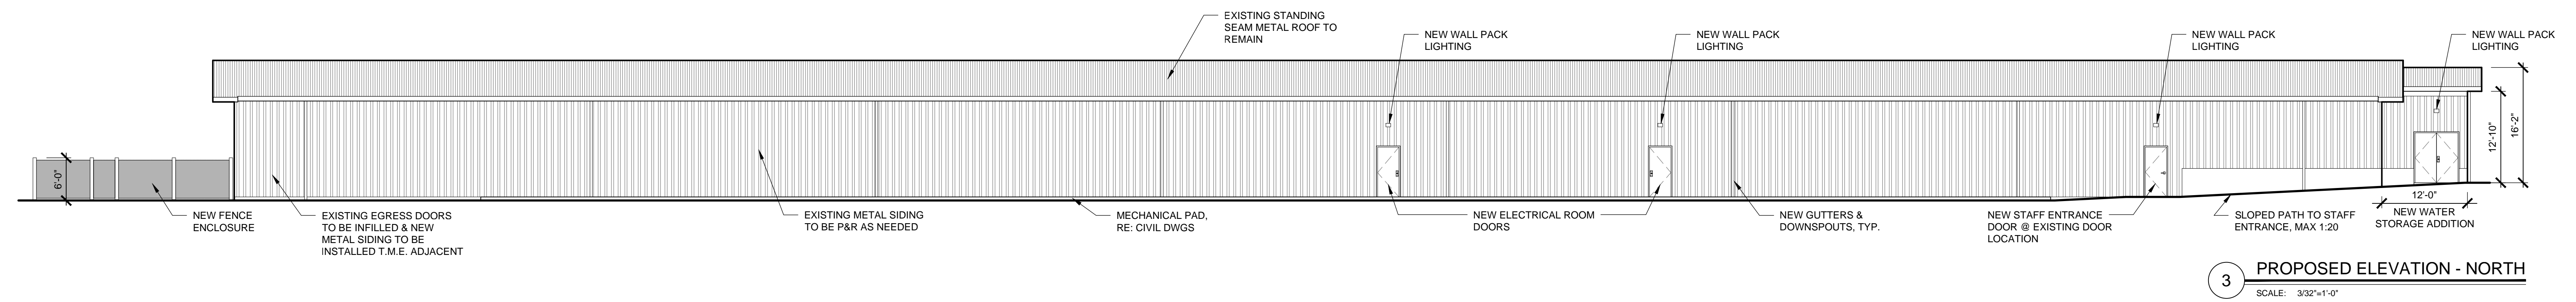 EXISTING STANDING
SEAM METAL ROOF TO
REMAIN
NEW WALL PACK
LIGHTING
NEW WALL PACK
LIGHTING
NEW WALL PACK
LIGHTING
NEW WALL PACK
LIGHTING
6'-0"
12'-10"
16'-2"
12'-0"
NEW FENCE
ENCLOSURE
EXISTING EGRESS DOORS
TO BE INFILLED & NEW
METAL SIDING TO BE
INSTALLED T.M.E. ADJACENT
EXISTING METAL SIDING
TO BE P&R AS NEEDED
MECHANICAL PAD,
RE: CIVIL DWGS
NEW ELECTRICAL ROOM
DOORS
NEW GUTTERS &
DOWNSPOUTS, TYP.
NEW STAFF ENTRANCE
DOOR @ EXISTING DOOR
LOCATION
SLOPED PATH TO STAFF
ENTRANCE, MAX 1:20
NEW WATER
STORAGE ADDITION
3
PROPOSED ELEVATION - NORTH
SCALE: 3/32"=1'-0"